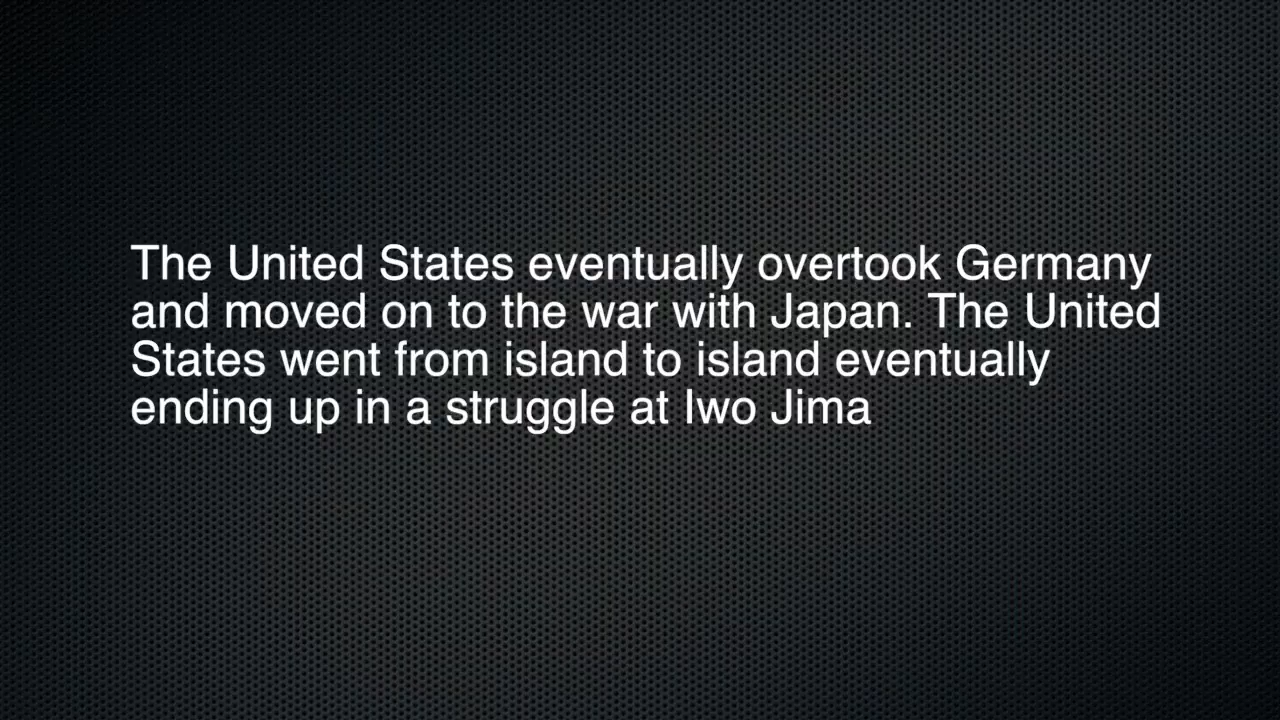 The United States eventually overtook Germany
and moved on to the war with Japan. The United
States went from island to island eventually
ending up in a struggle at Iwo Jima